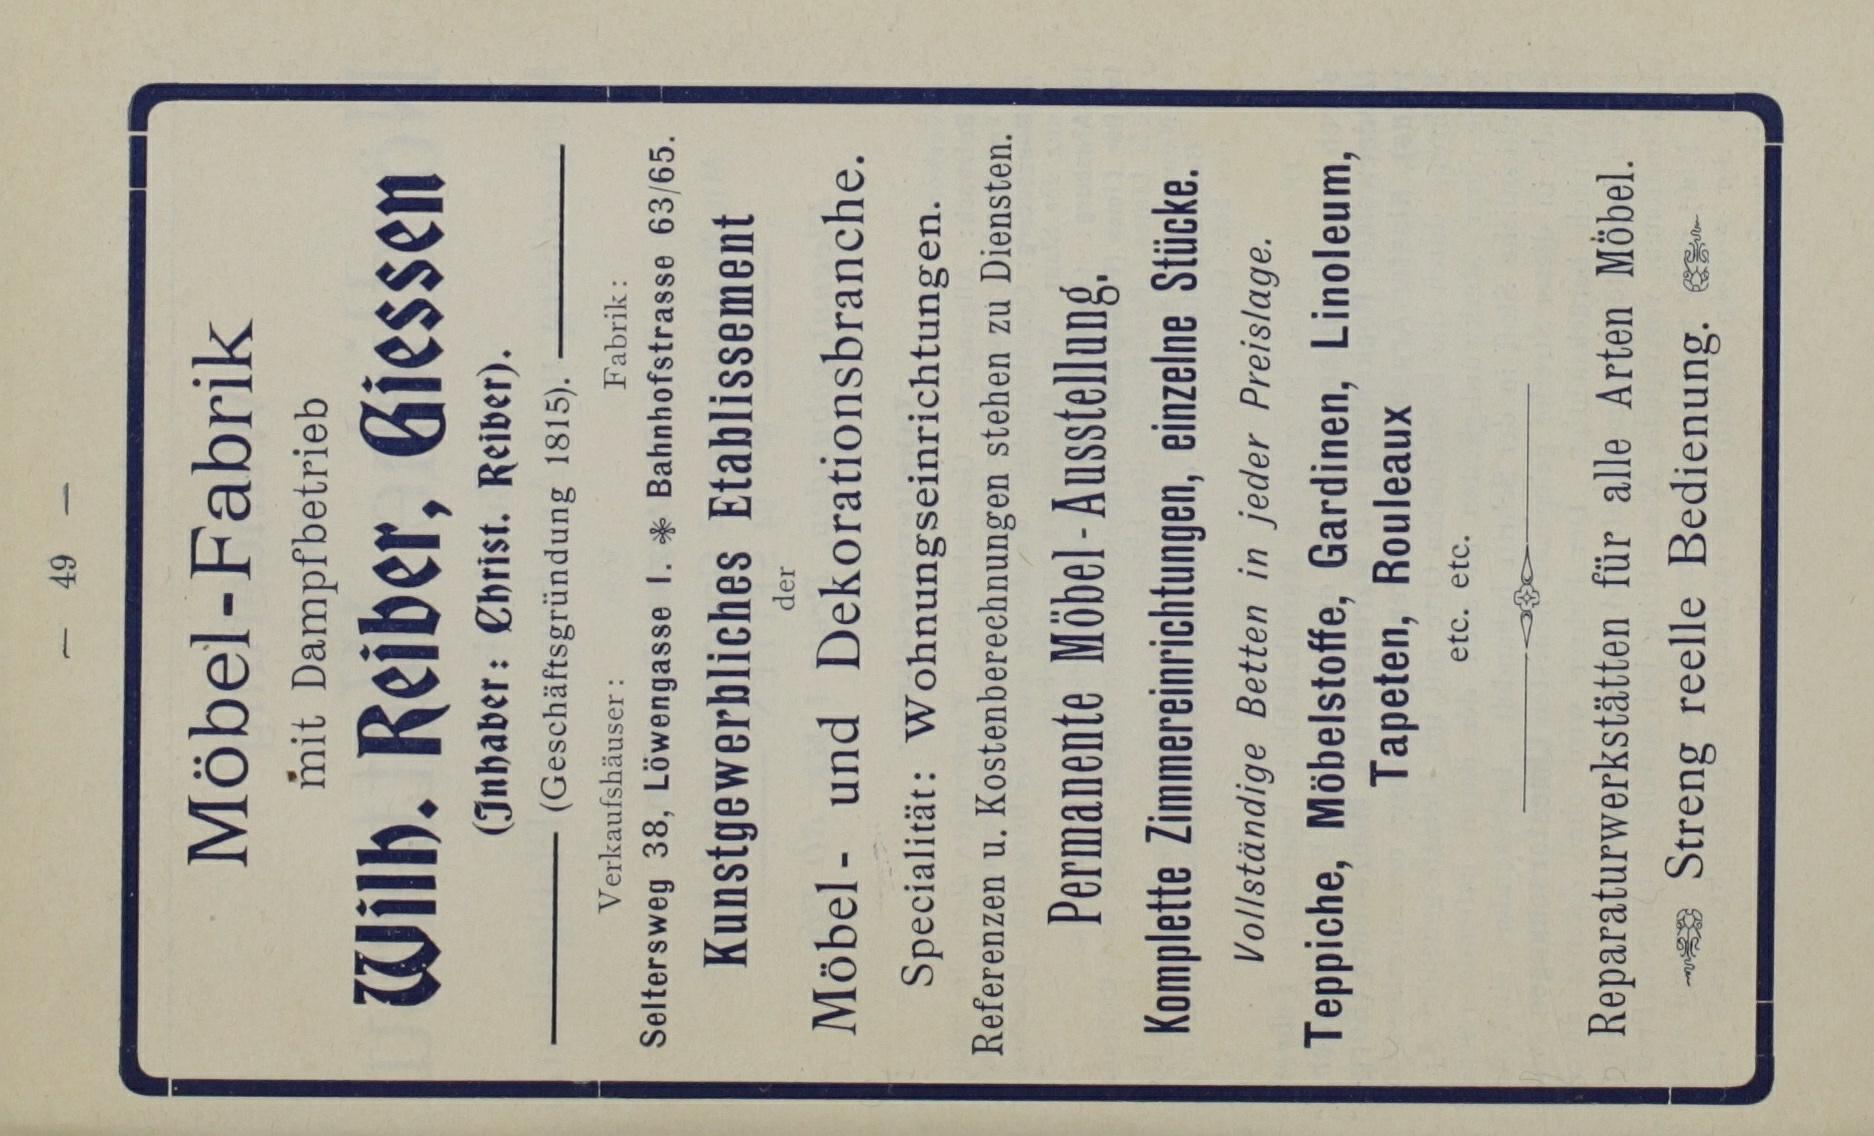 — 49 —
Möbel-Fabrik
mit Dampfbetrieb
Wilh. Reiber, Giessen
(Inhaber: Christ. Reiber).
(Geschäftsgründung 1815).
Verkaufshäuser: Fabrik:
Seltersweg 38, Löwengasse I. ❋ Bahnhofstrasse 63/65.
Kunstgewerbliches Etablissement
der
Möbel- und Dekorationsbranche.
Specialität: Wohnungseinrichtungen.
Referenzen u. Kostenberechnungen stehen zu Diensten.
Permanente Möbel-Ausstellung.
Komplette Zimmereinrichtungen, einzelne Stücke.
Vollständige Betten in jeder Preislage.
Teppiche, Möbelstoffe, Gardinen, Linoleum,
Tapeten, Rouleaux
etc. etc.
Reparaturwerkstätten für alle Arten Möbel.
Streng reelle Bedienung.